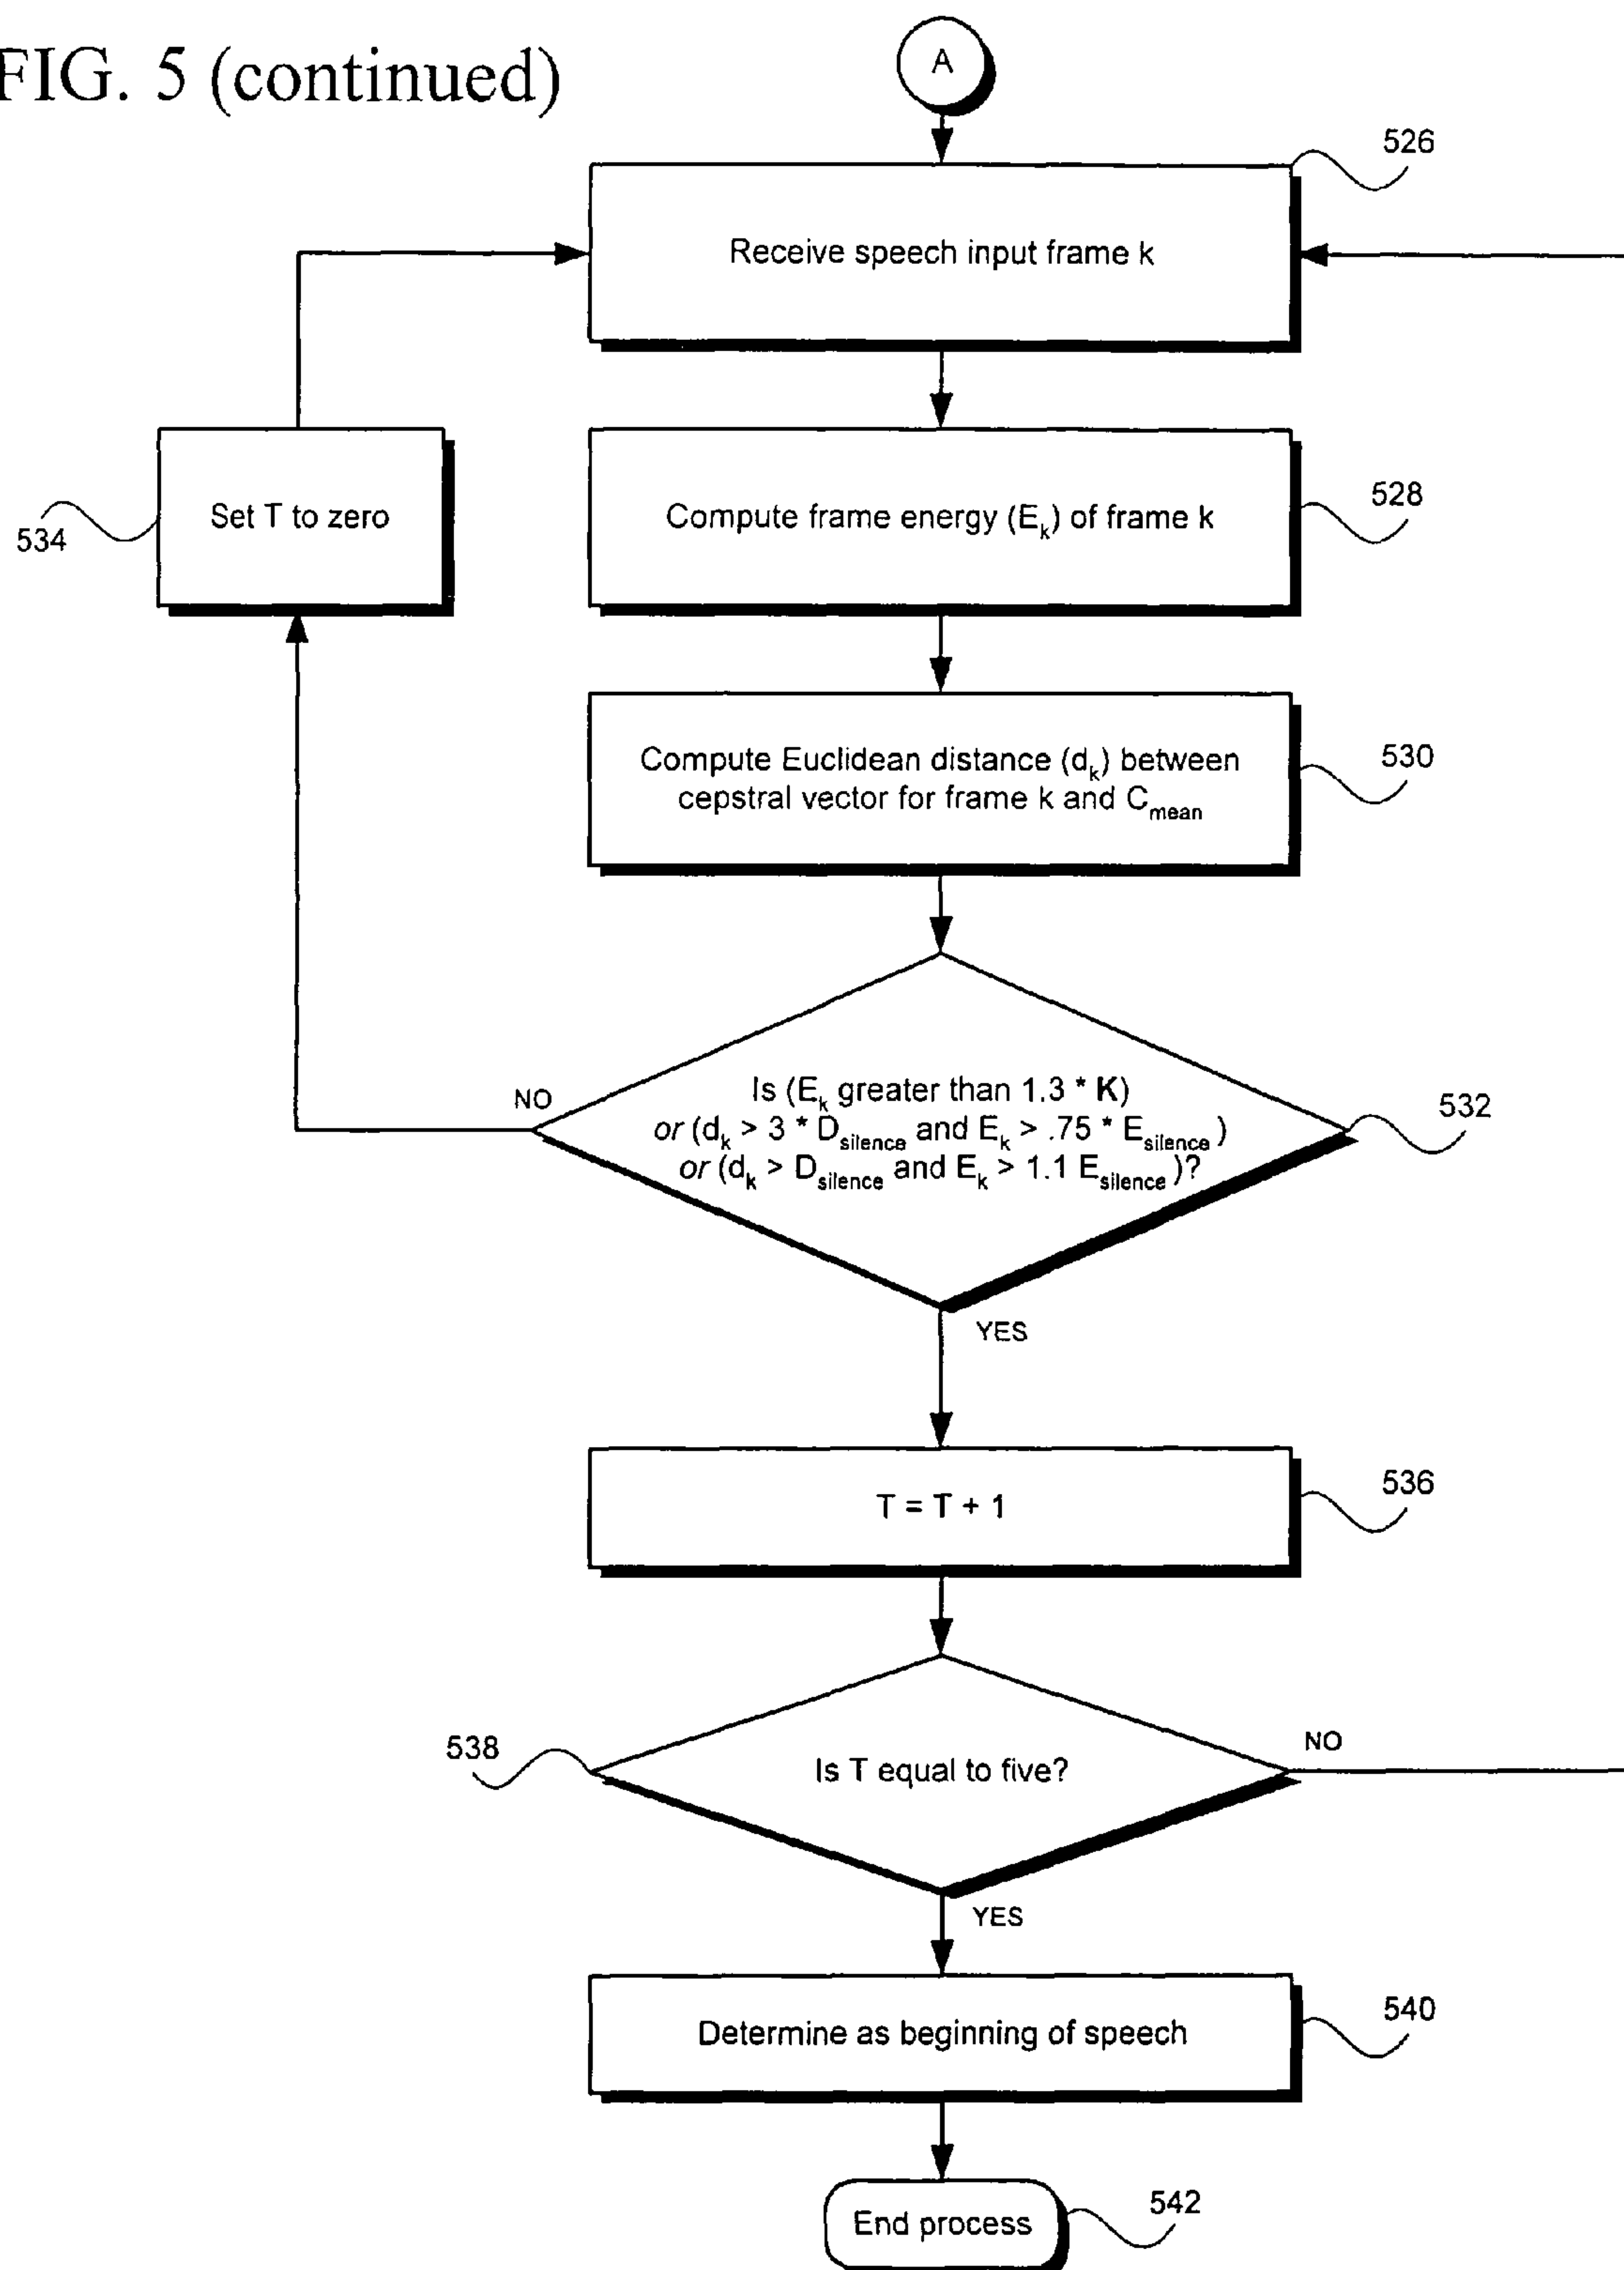 FIG. 5 (continued)
A
526
Receive speech input frame k
534
Set T to zero
528
Compute frame energy (Ek) of frame k
530
Compute Euclidean distance (dk) between
cepstral vector for frame k and Cmean
NO
532
Is (Ek greater than 1.3 * K)
or (dk > 3 * Dsilence and Ek > .75 * Esilence )
or (dk > Dsilence and Ek > 1.1 Esilence )?
YES
536
T = T + 1
538
Is T equal to five?
NO
YES
540
Determine as beginning of speech
End process
542